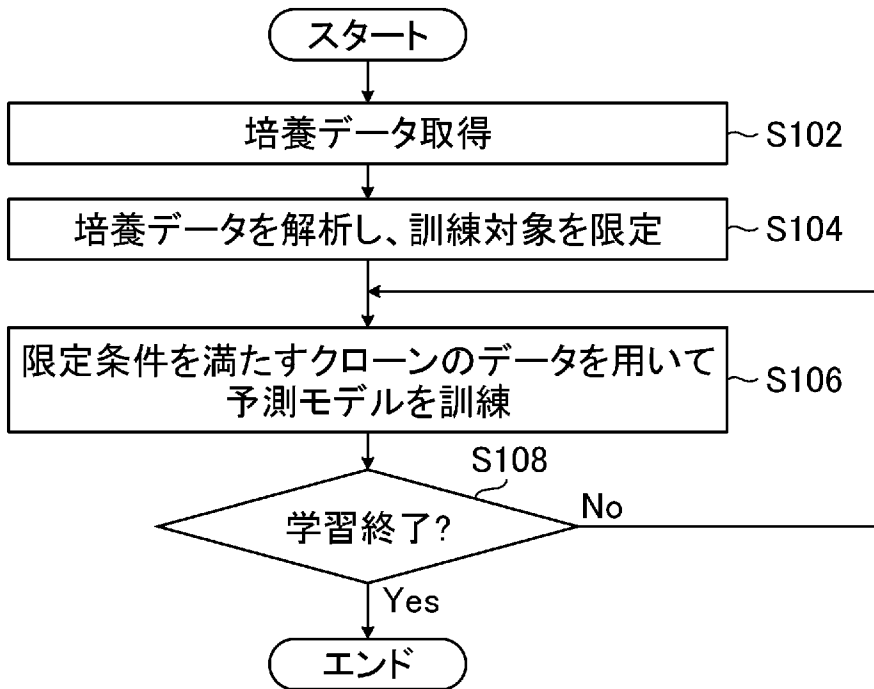 スタート
培養データ取得
S102
培養データを解析し、訓練対象を限定
S104
限定条件を満たすクローンのデータを用いて
予測モデルを訓練
S106
S108
学習終了?
No
Yes
エンド